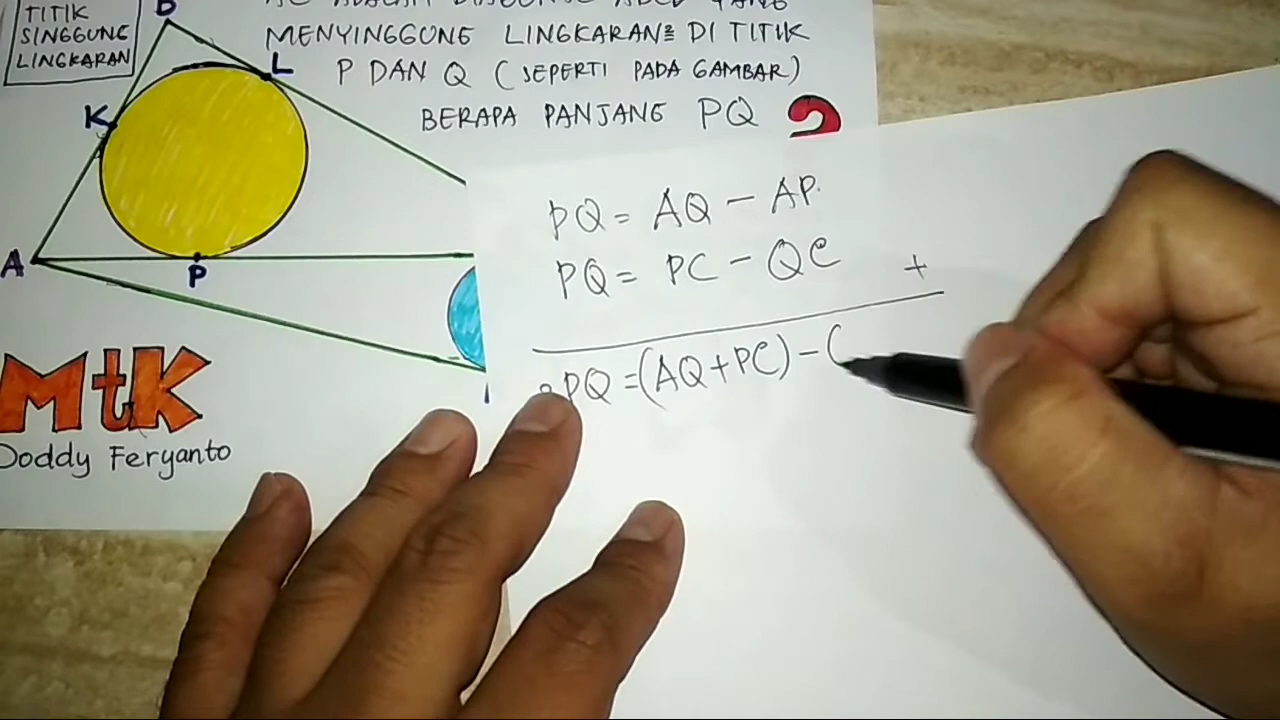 TITIK
SINGGUNG
LINGKARAN
MENYINGGUNG LINGKARAN² DI TITIK
P DAN Q (SEPERTI PADA GAMBAR)
BERAPA PANJANG PQ
L
K
A
P
PQ = AQ - AP
PQ = PC - QC +
PQ = (AQ + PC) - (
MtK
Doddy Feryanto